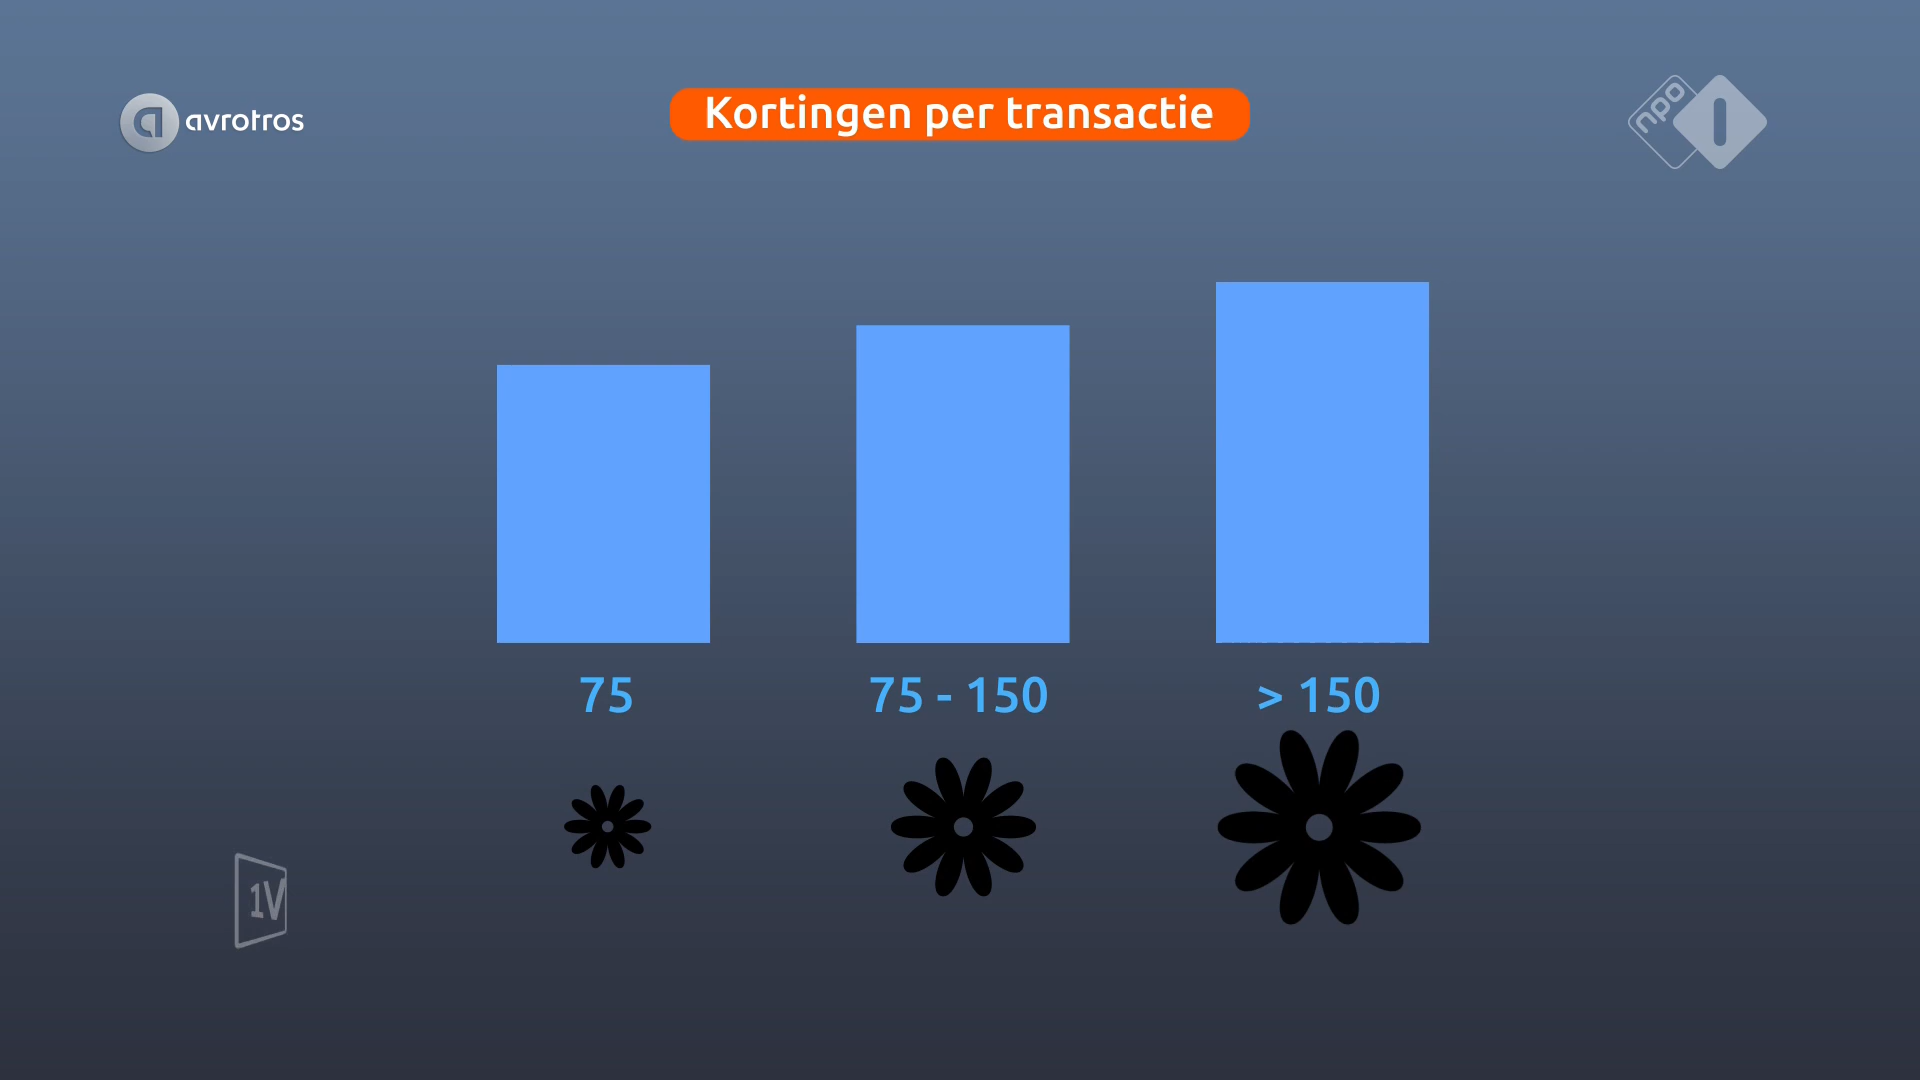 avrotros
Kortingen per transactie
npo
1
75
75 - 150
> 150
1V